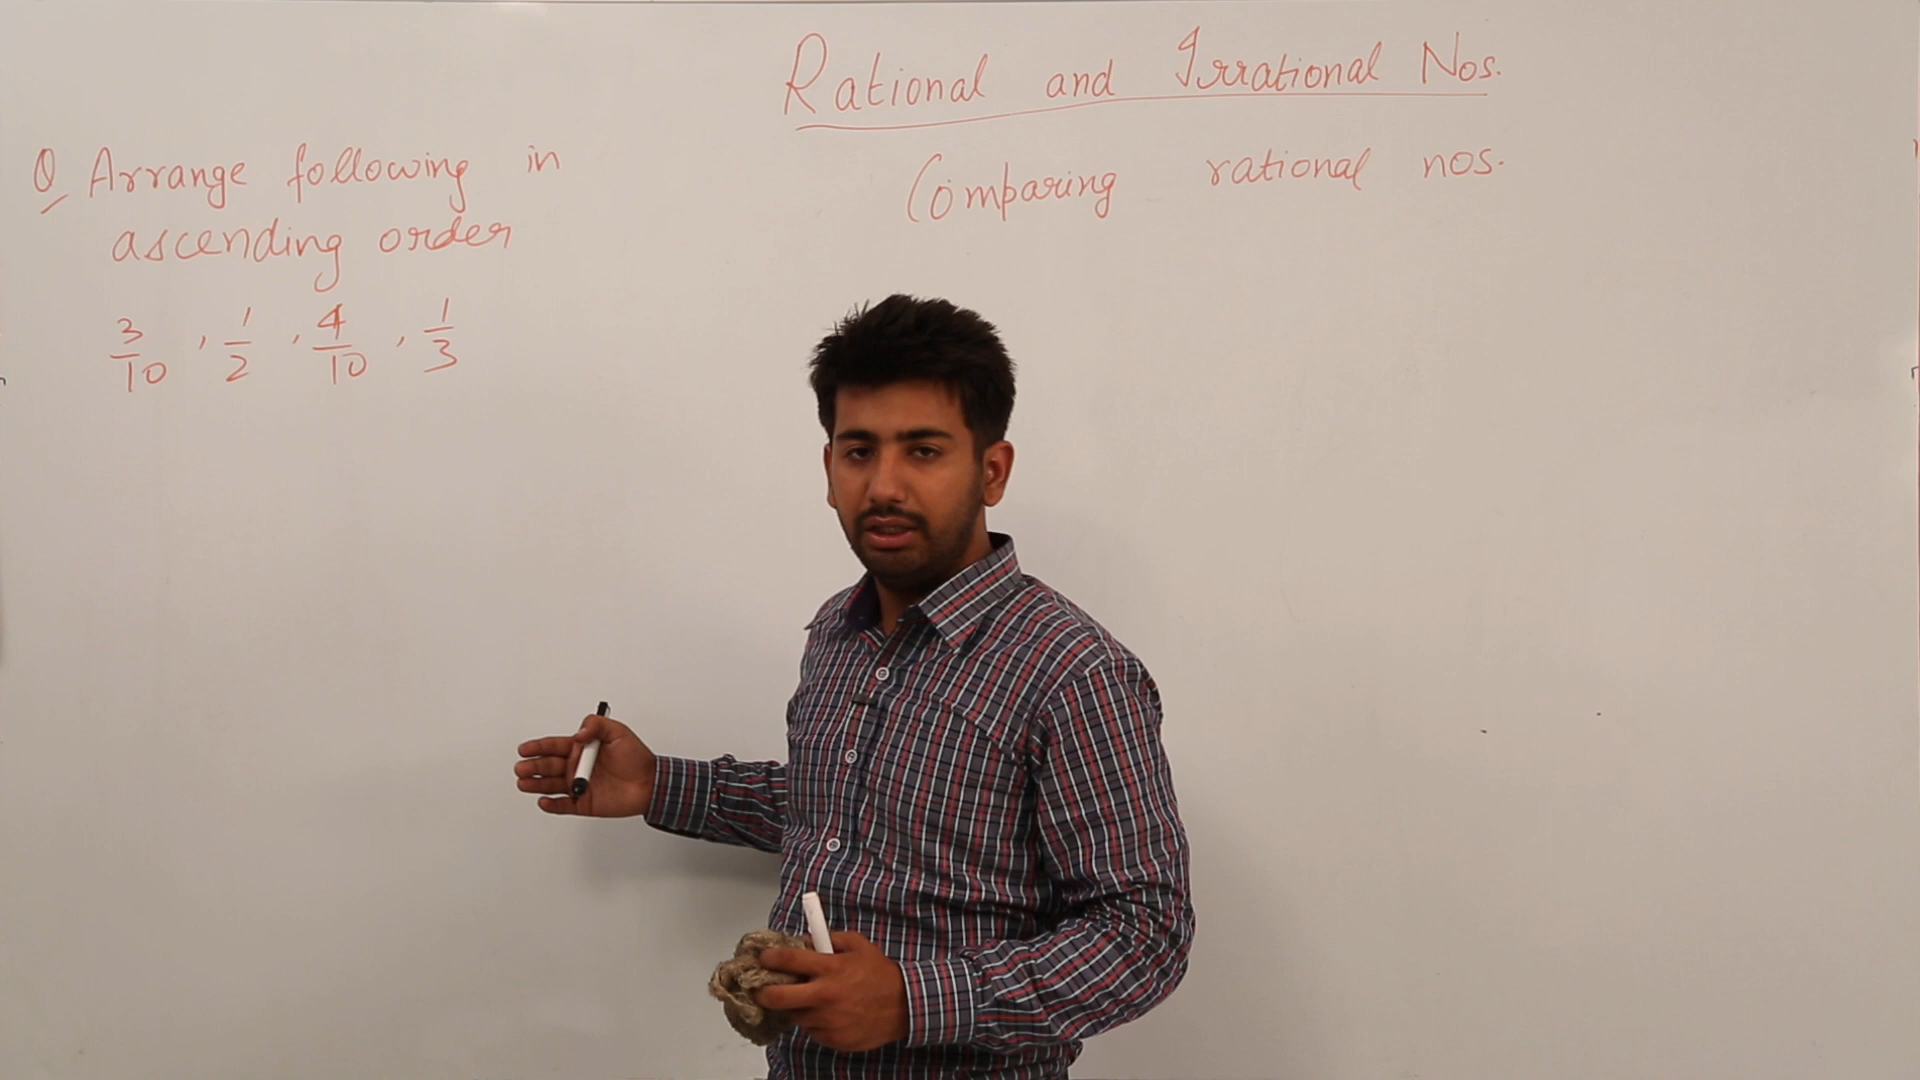 Rational and Irrational Nos.
Comparing rational nos.
Q Arrange following in
ascending order
3/10 , 1/2 , 4/10 , 1/3